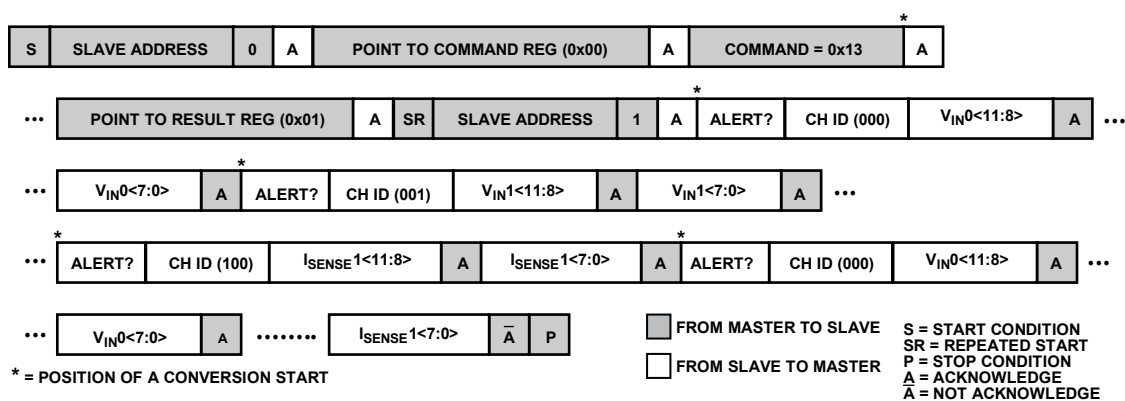 *
S SLAVE ADDRESS 0 A POINT TO COMMAND REG (0x00) A COMMAND = 0x13 A
*
... POINT TO RESULT REG (0x01) A SR SLAVE ADDRESS 1 A ALERT? CH ID (000) VIN0<11:8> A ...
*
... VIN0<7:0> A ALERT? CH ID (001) VIN1<11:8> A VIN1<7:0> A ...
* *
... ALERT? CH ID (100) ISENSE1<11:8> A ISENSE1<7:0> A ALERT? CH ID (000) VIN0<11:8> A ...
... VIN0<7:0> A ........ ISENSE1<7:0> A̅ P
* = POSITION OF A CONVERSION START
FROM MASTER TO SLAVE
FROM SLAVE TO MASTER
S = START CONDITION
SR = REPEATED START
P = STOP CONDITION
A = ACKNOWLEDGE
A̅ = NOT ACKNOWLEDGE